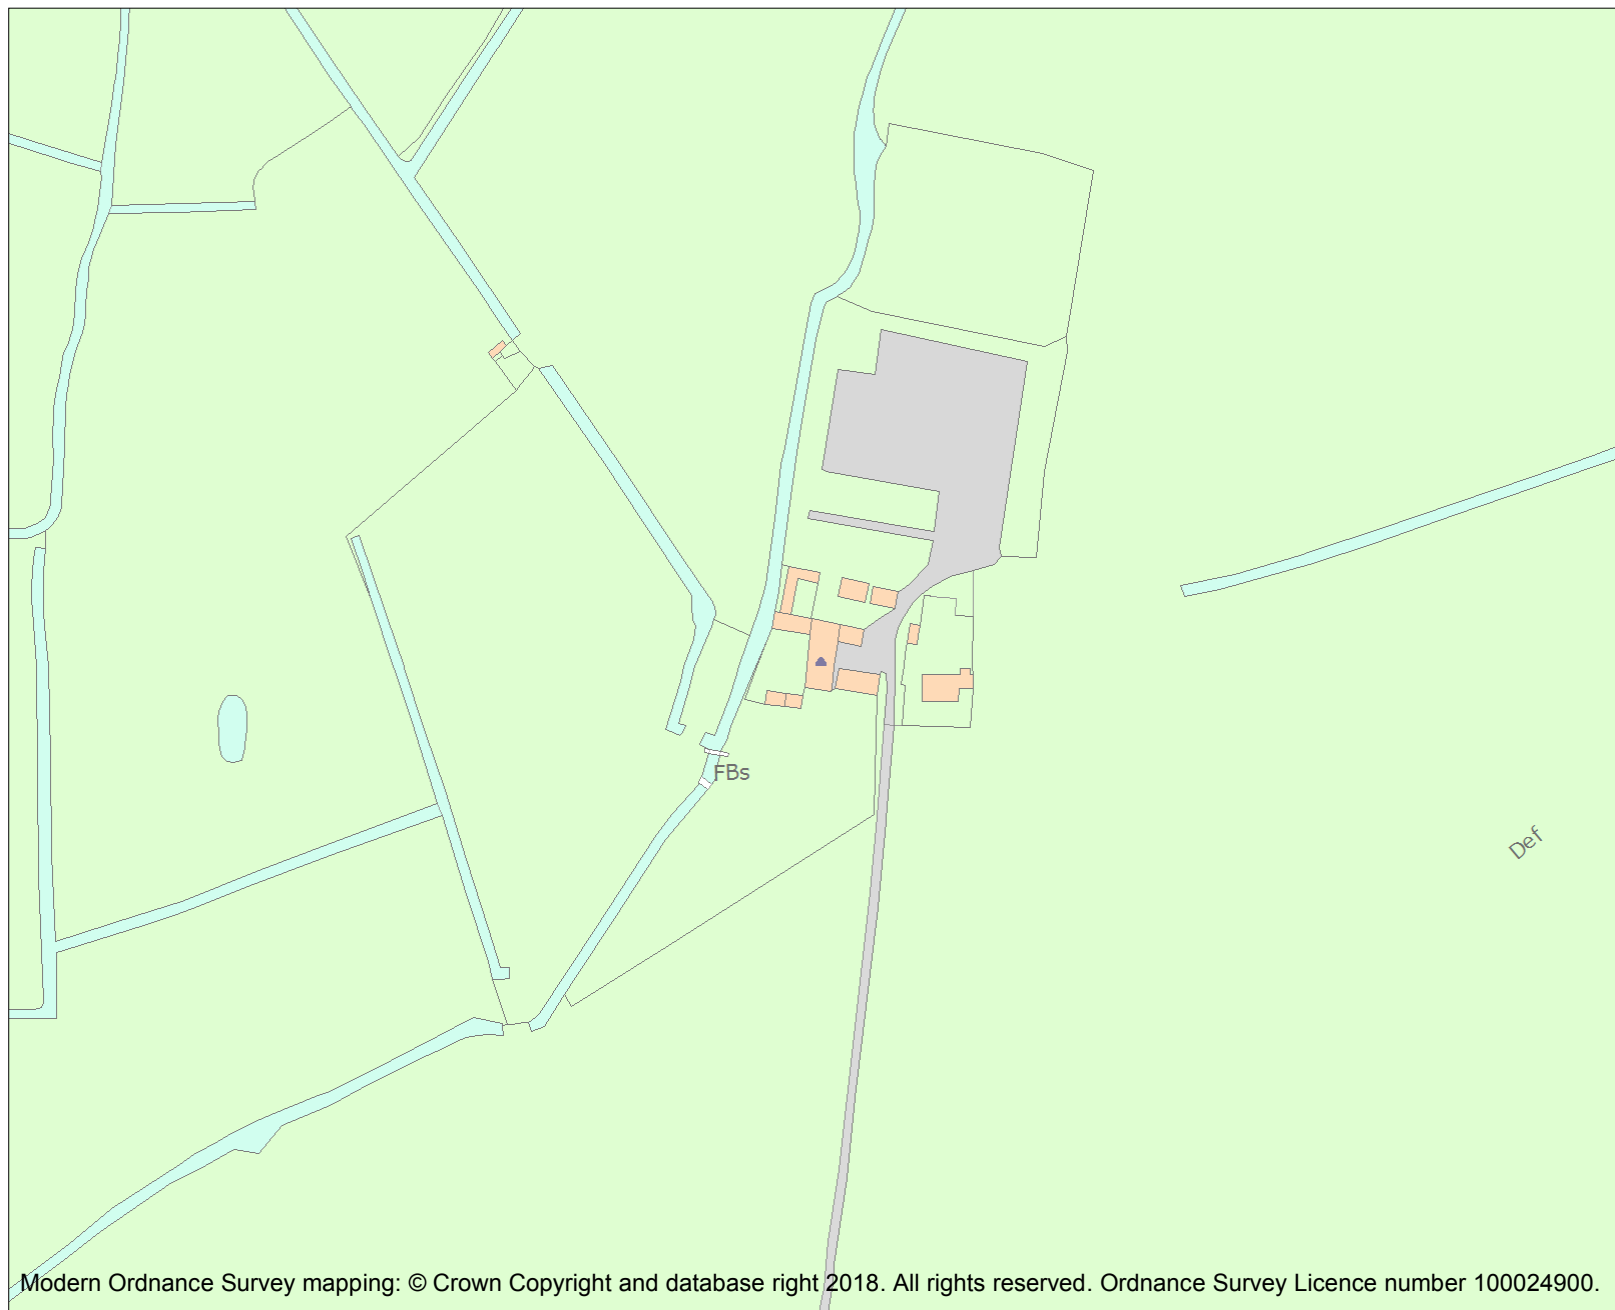 FBs
Def
Modern Ordnance Survey mapping: © Crown Copyright and database right 2018. All rights reserved. Ordnance Survey Licence number 100024900.